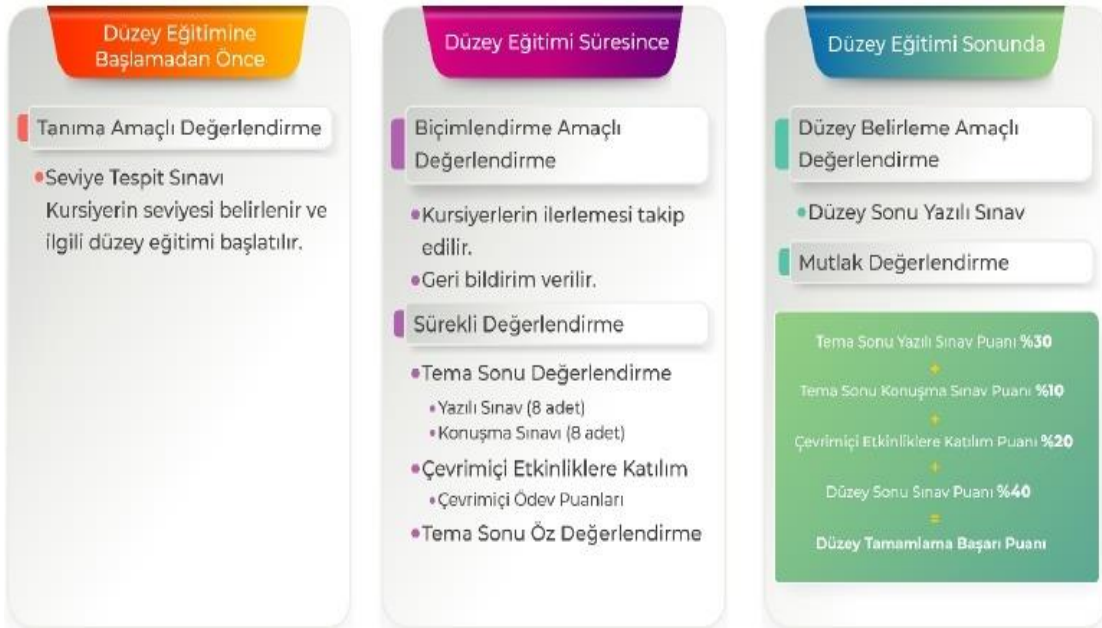 Düzey Eğitimine
Başlamadan Önce
Tanıma Amaçlı Değerlendirme
•Seviye Tespit Sınavı
Kursiyerin seviyesi belirlenir ve
ilgili düzey eğitimi başlatılır.
Düzey Eğitimi Süresince
Biçimlendirme Amaçlı
Değerlendirme
•Kursiyerlerin ilerlemesi takip
edilir.
•Geri bildirim verilir.
Sürekli Değerlendirme
•Tema Sonu Değerlendirme
•Yazılı Sınav (8 adet)
•Konuşma Sınavı (8 adet)
•Çevrimiçi Etkinliklere Katılım
•Çevrimiçi Ödev Puanları
•Tema Sonu Öz Değerlendirme
Düzey Eğitimi Sonunda
Düzey Belirleme Amaçlı
Değerlendirme
•Düzey Sonu Yazılı Sınav
Mutlak Değerlendirme
Tema Sonu Yazılı Sınav Puanı %30
+
Tema Sonu Konuşma Sınav Puanı %10
+
Çevrimiçi Etkinliklere Katılım Puanı %20
+
Düzey Sonu Sınav Puanı %40
=
Düzey Tamamlama Başarı Puanı